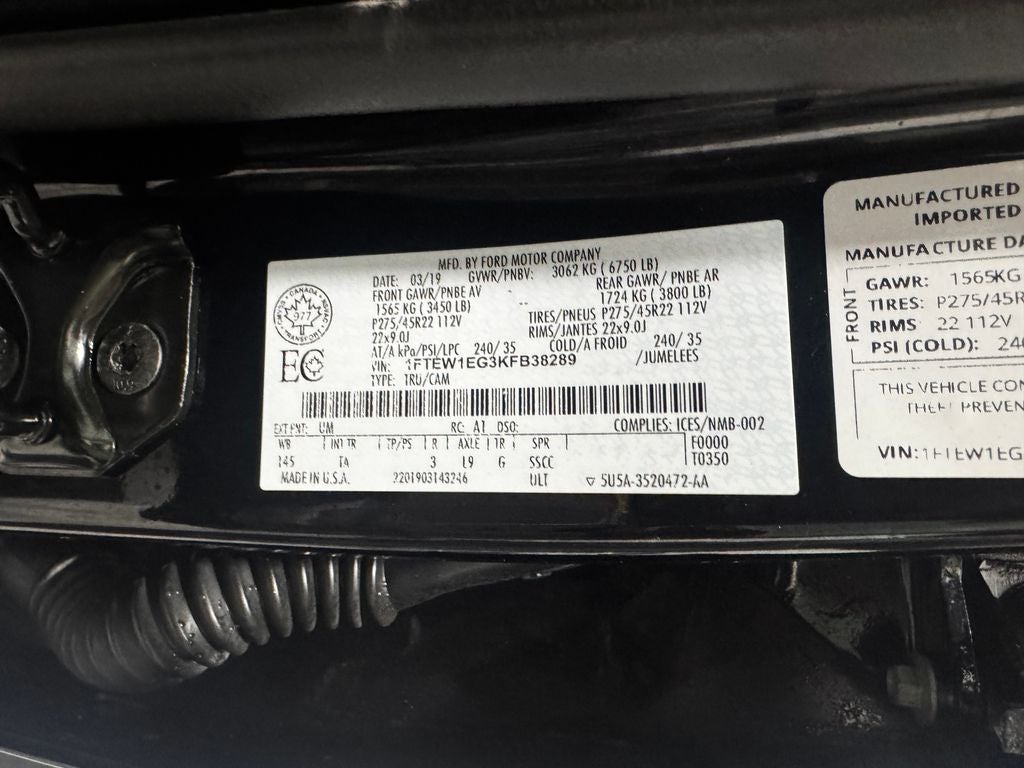 MFD. BY FORD MOTOR COMPANY
DATE: 03/19 GVWR/PNBV: 3062 KG ( 6750 LB)
FRONT GAWR/PNBE AV REAR GAWR/ PNBE AR
1565 KG ( 3450 LB) 1724 KG ( 3800 LB)
P275/45R22 112V TIRES/PNEUS P275/45R22 112V
22x9.0J RIMS/JANTES 22x9.0J
AT/A kPa/PSI/LPC 240/ 35 COLD/A FROID 240/ 35
VIN: 1FTEW1EG3KFB38289 /JUMELEES
TYPE: TRU/CAM
CANADA
977
TRANSPORT
EC
EXT PNT: UM RC: A1 DSO: COMPLIES: ICES/NMB-002
WB INT TR TP/PS R AXLE TR SPR F0000
145 TA 3 L9 G SSCC T0350
MADE IN U.S.A. 2201903143246 ULT ▽ 5U5A-3520472-AA
MANUFACTURED
IMPORTED
MANUFACTURE
FRONT
GAWR: 1565KG
TIRES: P275/45R
RIMS 22 112V
PSI (COLD):
THIS VEHICLE
THEFT
VIN:1FTEW1EG